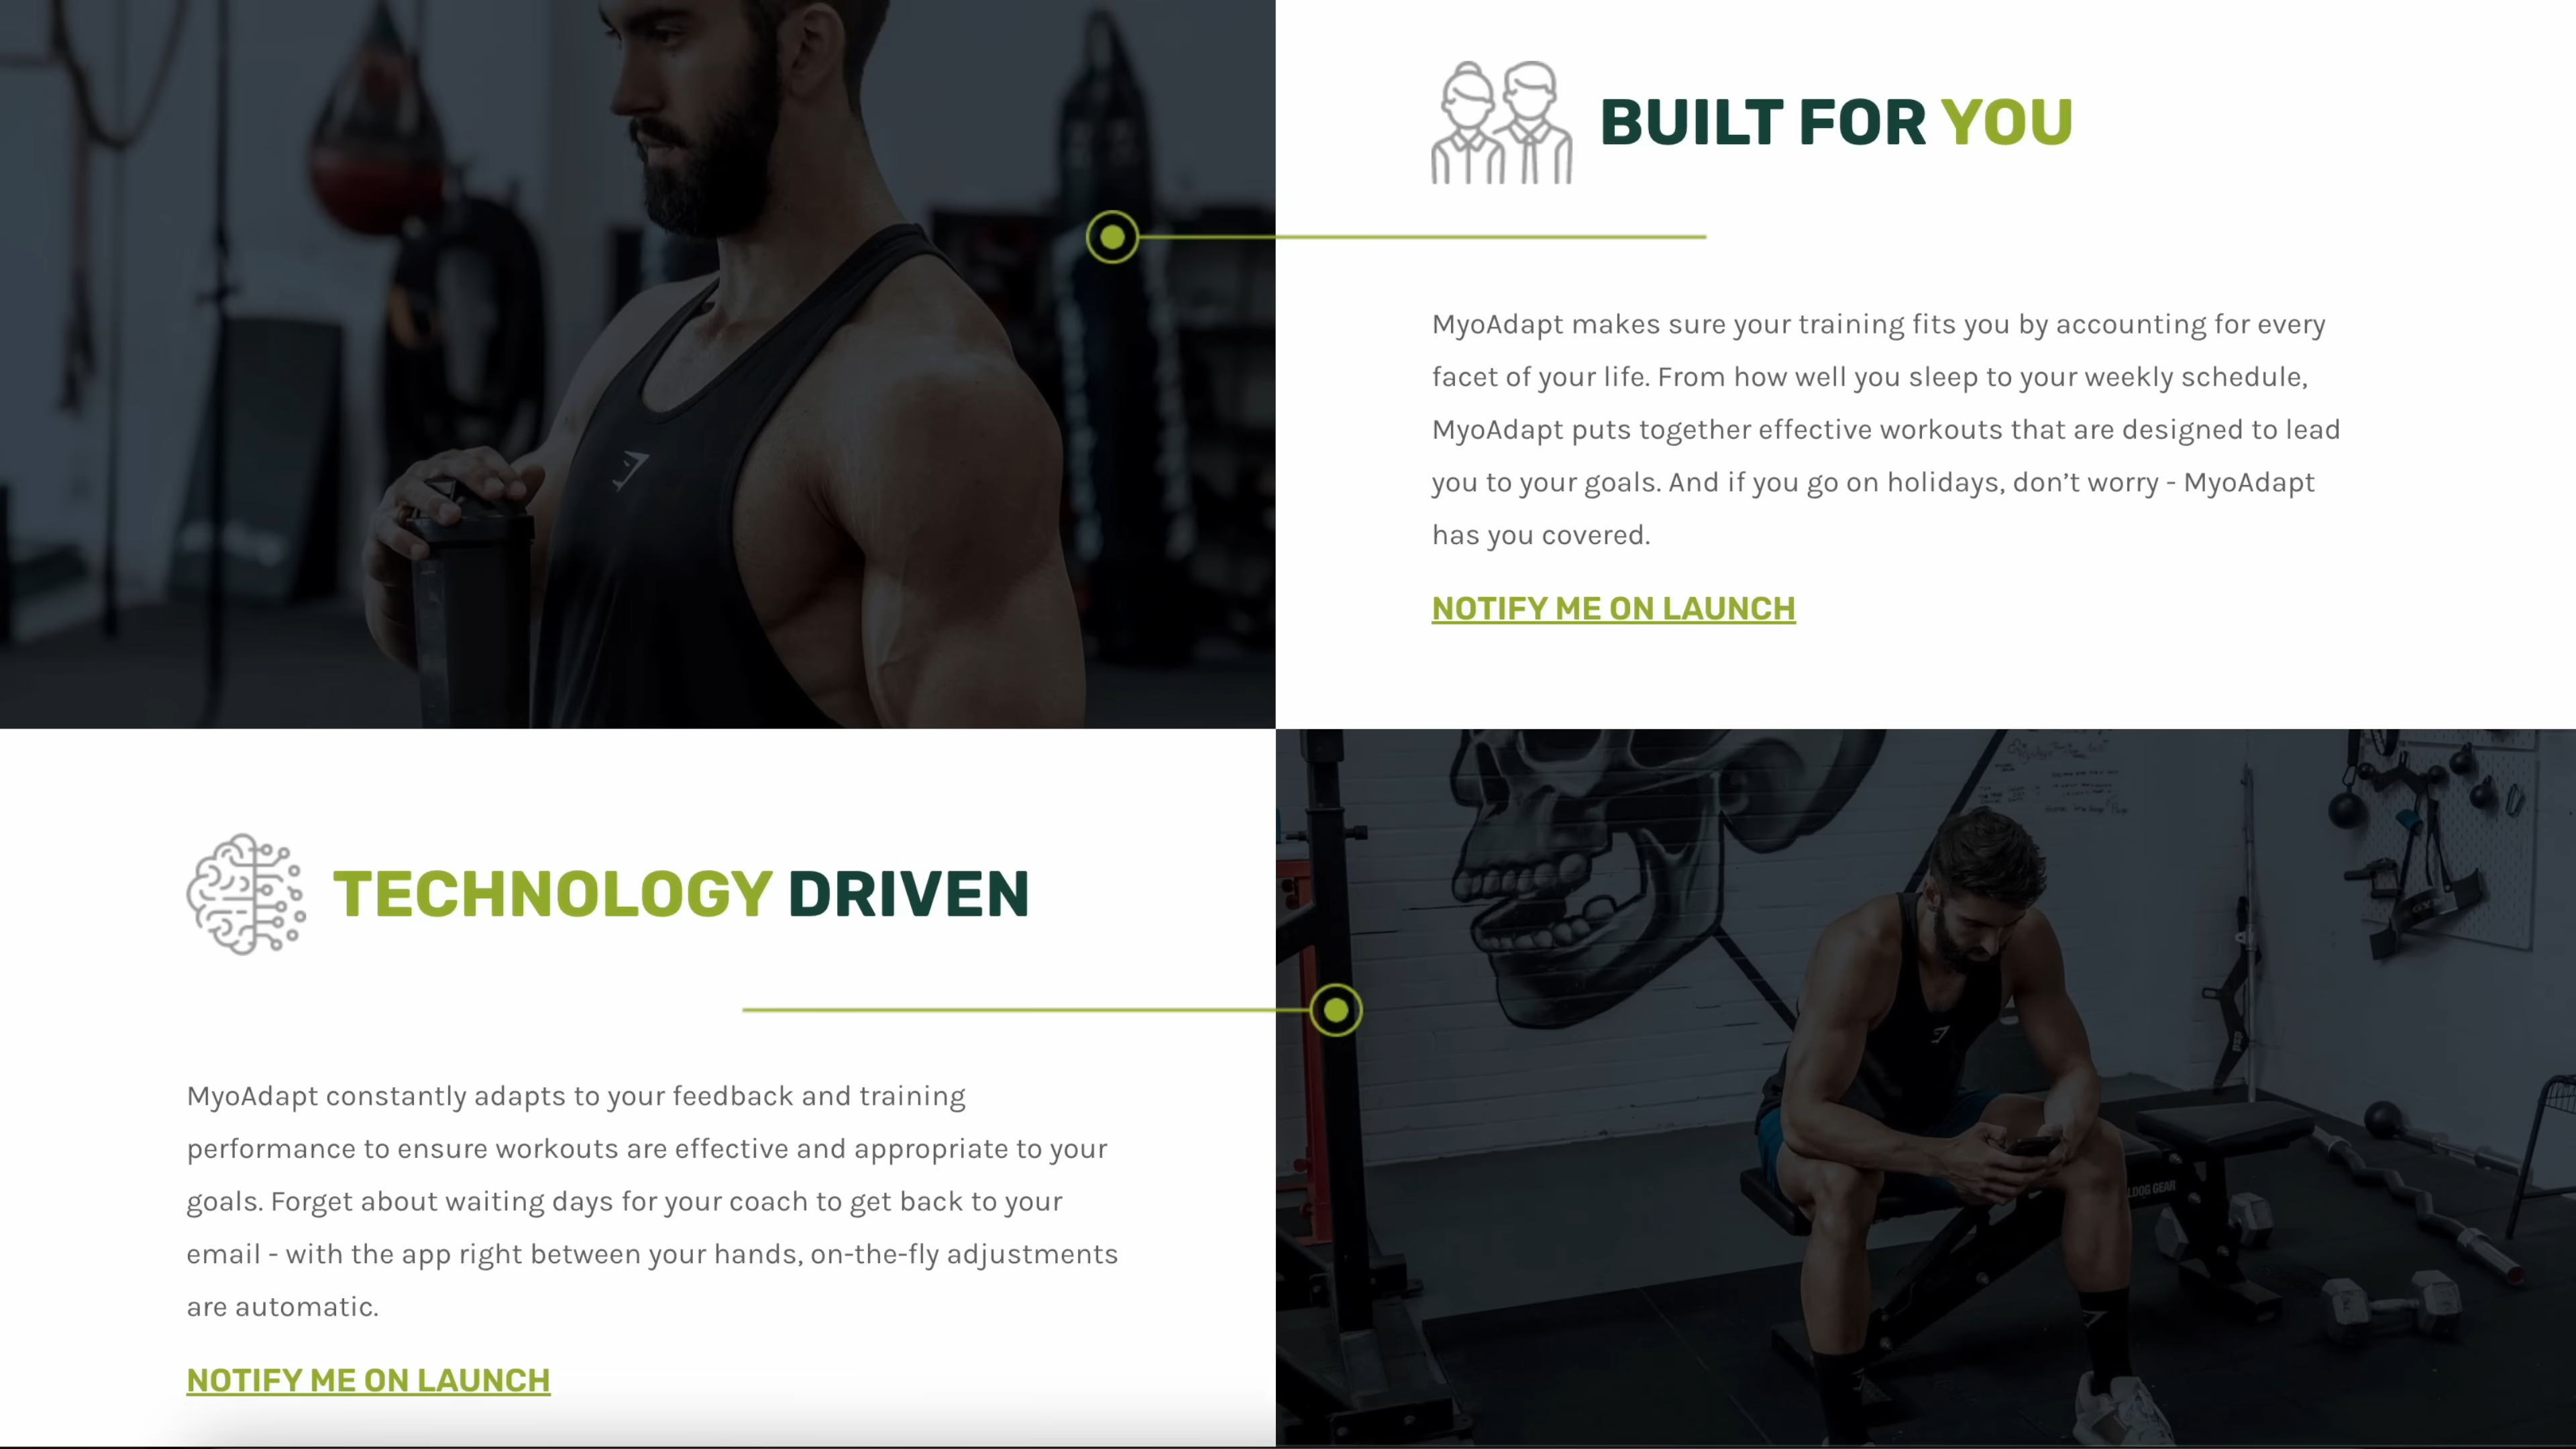 BUILT FOR YOU
MyoAdapt makes sure your training fits you by accounting for every
facet of your life. From how well you sleep to your weekly schedule,
MyoAdapt puts together effective workouts that are designed to lead
you to your goals. And if you go on holidays, don’t worry - MyoAdapt
has you covered.
NOTIFY ME ON LAUNCH
TECHNOLOGY DRIVEN
MyoAdapt constantly adapts to your feedback and training
performance to ensure workouts are effective and appropriate to your
goals. Forget about waiting days for your coach to get back to your
email - with the app right between your hands, on-the-fly adjustments
are automatic.
NOTIFY ME ON LAUNCH